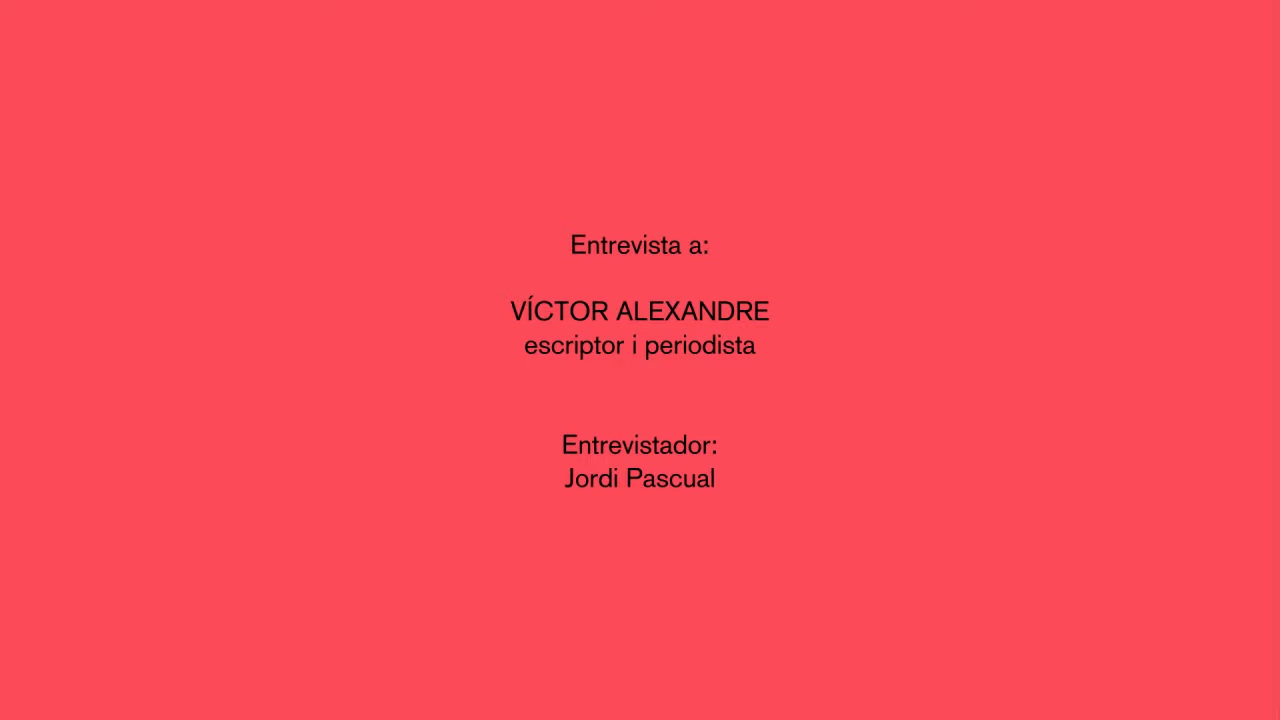 Entrevista a:
VÍCTOR ALEXANDRE
escriptor i periodista
Entrevistador:
Jordi Pascual